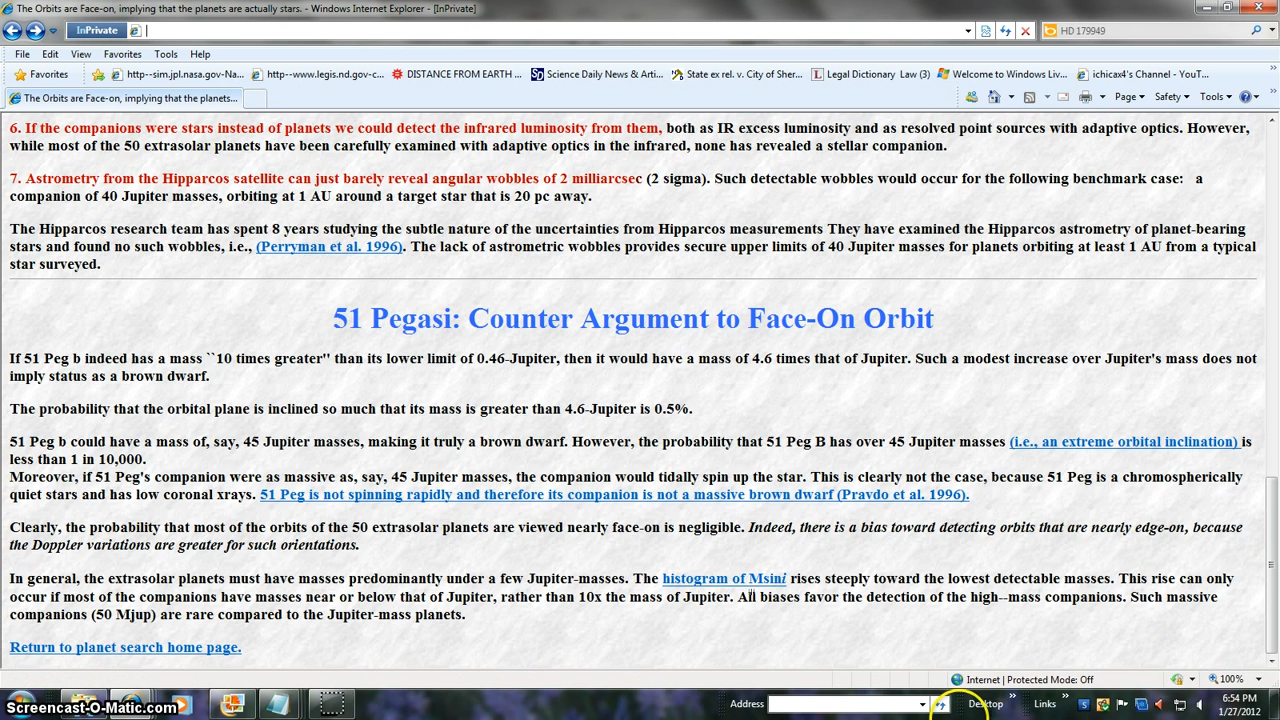 The Orbits are Face-on, implying that the planets are actually stars. - Windows Internet Explorer - [InPrivate]
InPrivate
HD 179949
File Edit View Favorites Tools Help
Favorites http--sim.jpl.nasa.gov-Na... http--www.legis.nd.gov-c... DISTANCE FROM EARTH ... Science Daily News & Arti... State ex rel. v. City of Sher... Legal Dictionary Law (3) Welcome to Windows Liv... ichicax4's Channel - YouT...
The Orbits are Face-on, implying that the planets... Page Safety Tools
6. If the companions were stars instead of planets we could detect the infrared luminosity from them, both as IR excess luminosity and as resolved point sources with adaptive optics. However,
while most of the 50 extrasolar planets have been carefully examined with adaptive optics in the infrared, none has revealed a stellar companion.
7. Astrometry from the Hipparcos satellite can just barely reveal angular wobbles of 2 milliarcsec (2 sigma). Such detectable wobbles would occur for the following benchmark case: a
companion of 40 Jupiter masses, orbiting at 1 AU around a target star that is 20 pc away.
The Hipparcos research team has spent 8 years studying the subtle nature of the uncertainties from Hipparcos measurements They have examined the Hipparcos astrometry of planet-bearing
stars and found no such wobbles, i.e., (Perryman et al. 1996). The lack of astrometric wobbles provides secure upper limits of 40 Jupiter masses for planets orbiting at least 1 AU from a typical
star surveyed.
51 Pegasi: Counter Argument to Face-On Orbit
If 51 Peg b indeed has a mass ``10 times greater'' than its lower limit of 0.46-Jupiter, then it would have a mass of 4.6 times that of Jupiter. Such a modest increase over Jupiter's mass does not
imply status as a brown dwarf.
The probability that the orbital plane is inclined so much that its mass is greater than 4.6-Jupiter is 0.5%.
51 Peg b could have a mass of, say, 45 Jupiter masses, making it truly a brown dwarf. However, the probability that 51 Peg B has over 45 Jupiter masses (i.e., an extreme orbital inclination) is
less than 1 in 10,000.
Moreover, if 51 Peg's companion were as massive as, say, 45 Jupiter masses, the companion would tidally spin up the star. This is clearly not the case, because 51 Peg is a chromospherically
quiet stars and has low coronal xrays. 51 Peg is not spinning rapidly and therefore its companion is not a massive brown dwarf (Pravdo et al. 1996).
Clearly, the probability that most of the orbits of the 50 extrasolar planets are viewed nearly face-on is negligible. Indeed, there is a bias toward detecting orbits that are nearly edge-on, because
the Doppler variations are greater for such orientations.
In general, the extrasolar planets must have masses predominantly under a few Jupiter-masses. The histogram of Msini rises steeply toward the lowest detectable masses. This rise can only
occur if most of the companions have masses near or below that of Jupiter, rather than 10x the mass of Jupiter. All biases favor the detection of the high--mass companions. Such massive
companions (50 Mjup) are rare compared to the Jupiter-mass planets.
Return to planet search home page.
Internet | Protected Mode: Off 100%
Screencast-O-Matic.com Address Desktop Links 6:54 PM
1/27/2012